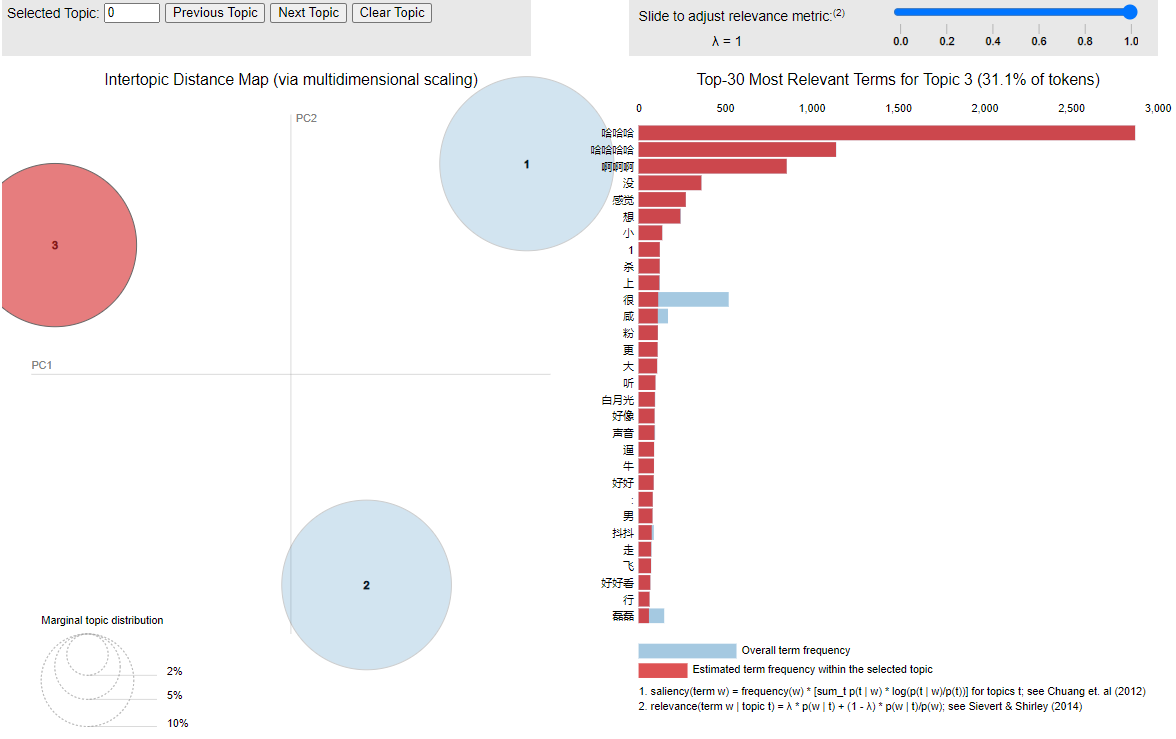 Selected Topic: 0 Previous Topic Next Topic Clear Topic
Slide to adjust relevance metric:(2)
λ = 1
0.0 0.2 0.4 0.6 0.8 1.0
Intertopic Distance Map (via multidimensional scaling)
PC2
PC1
1
3
2
Marginal topic distribution
2%
5%
10%
Top-30 Most Relevant Terms for Topic 3 (31.1% of tokens)
0 500 1,000 1,500 2,000 2,500 3,000
哈哈哈
哈哈哈哈
啊啊啊
没
感觉
想
小
1
杀
上
很
咸
粉
更
大
听
白月光
好像
声音
逼
牛
好好
:
男
抖抖
走
飞
好好看
行
磊磊
Overall term frequency
Estimated term frequency within the selected topic
1. saliency(term w) = frequency(w) * [sum_t p(t | w) * log(p(t | w)/p(t))] for topics t; see Chuang et. al (2012)
2. relevance(term w | topic t) = λ * p(w | t) + (1 - λ) * p(w | t)/p(w); see Sievert & Shirley (2014)